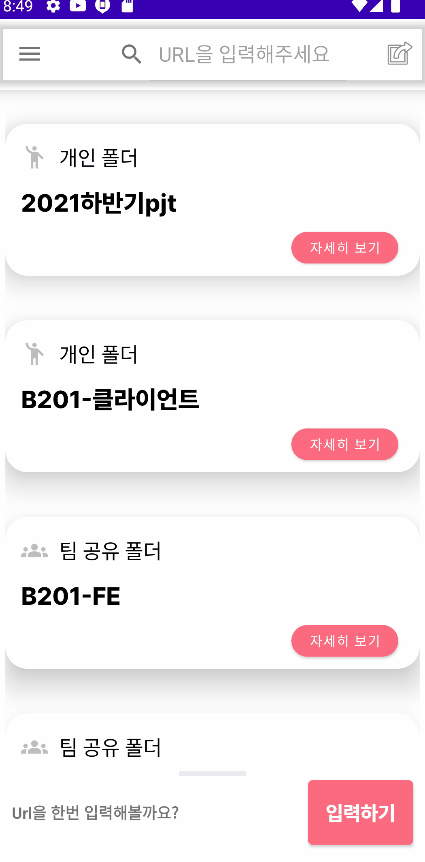 8:49
URL을 입력해주세요
개인 폴더
2021하반기pjt
자세히 보기
개인 폴더
B201-클라이언트
자세히 보기
팀 공유 폴더
B201-FE
자세히 보기
팀 공유 폴더
Url을 한번 입력해볼까요?
입력하기